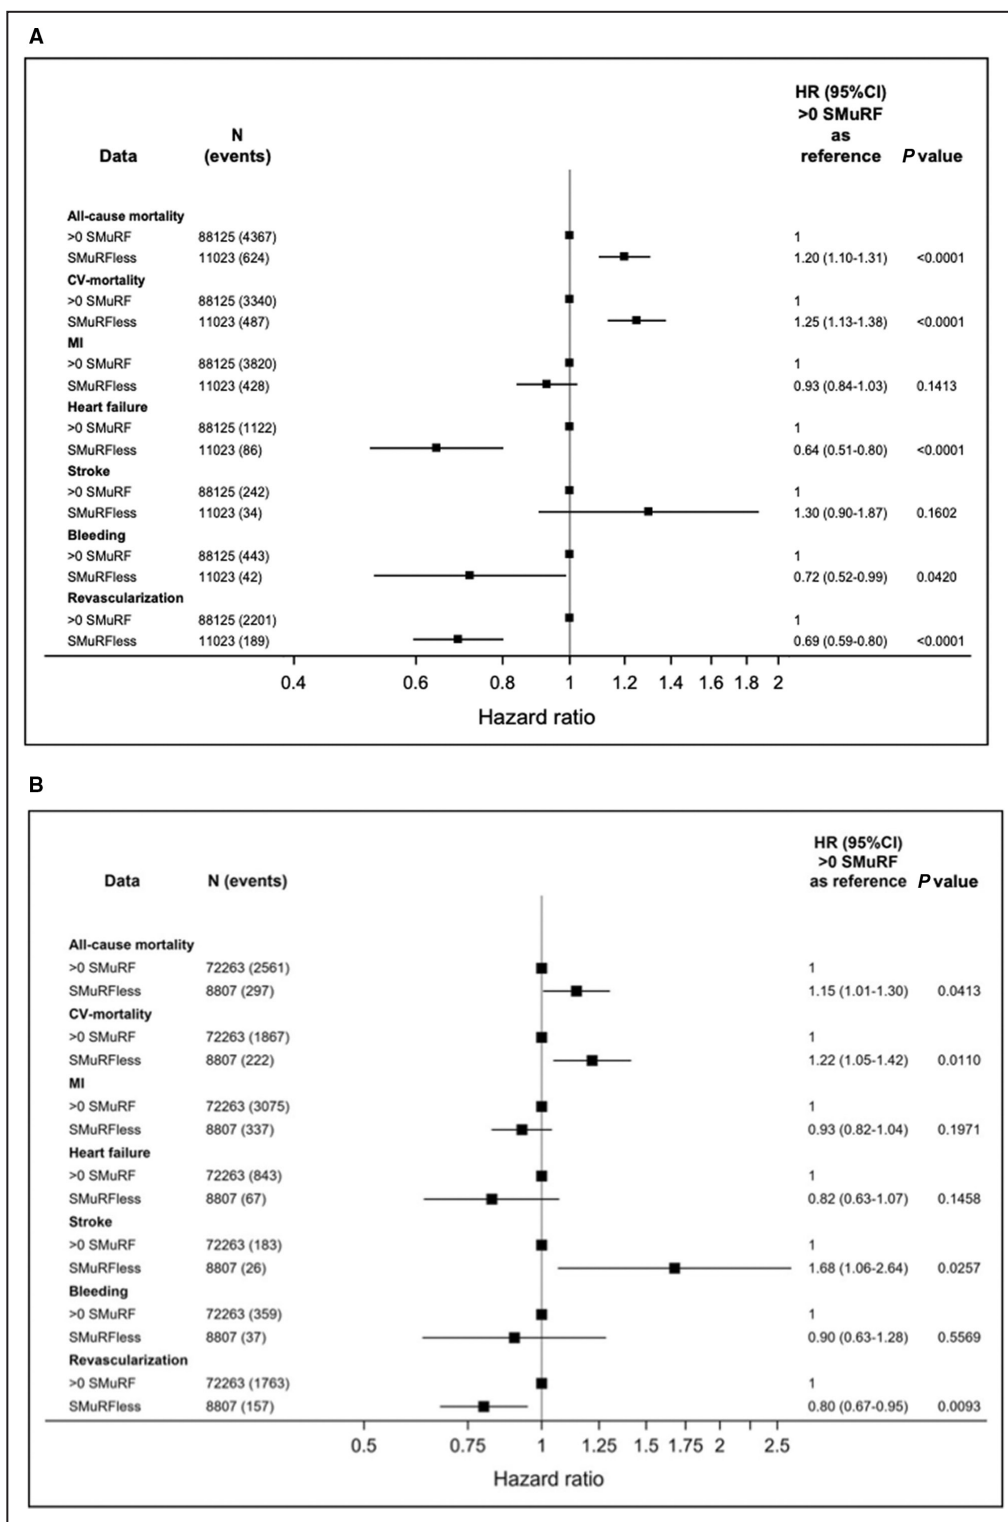 A
HR (95%CI)
>0 SMuRF
as
reference
N
(events)
Data
P value
All-cause mortality
>0 SMuRF 88125 (4367) 1
SMuRFless 11023 (624) 1.20 (1.10-1.31) <0.0001
CV-mortality
>0 SMuRF 88125 (3340) 1
SMuRFless 11023 (487) 1.25 (1.13-1.38) <0.0001
MI
>0 SMuRF 88125 (3820) 1
SMuRFless 11023 (428) 0.93 (0.84-1.03) 0.1413
Heart failure
>0 SMuRF 88125 (1122) 1
SMuRFless 11023 (86) 0.64 (0.51-0.80) <0.0001
Stroke
>0 SMuRF 88125 (242) 1
SMuRFless 11023 (34) 1.30 (0.90-1.87) 0.1602
Bleeding
>0 SMuRF 88125 (443) 1
SMuRFless 11023 (42) 0.72 (0.52-0.99) 0.0420
Revascularization
>0 SMuRF 88125 (2201) 1
SMuRFless 11023 (189) 0.69 (0.59-0.80) <0.0001
0.4 0.6 0.8 1 1.2 1.4 1.6 1.8 2
Hazard ratio
B
HR (95%CI)
>0 SMuRF
Data N (events) as reference P value
All-cause mortality
>0 SMuRF 72263 (2561) 1
SMuRFless 8807 (297) 1.15 (1.01-1.30) 0.0413
CV-mortality
>0 SMuRF 72263 (1867) 1
SMuRFless 8807 (222) 1.22 (1.05-1.42) 0.0110
MI
>0 SMuRF 72263 (3075) 1
SMuRFless 8807 (337) 0.93 (0.82-1.04) 0.1971
Heart failure
>0 SMuRF 72263 (843) 1
SMuRFless 8807 (67) 0.82 (0.63-1.07) 0.1458
Stroke
>0 SMuRF 72263 (183) 1
SMuRFless 8807 (26) 1.68 (1.06-2.64) 0.0257
Bleeding
>0 SMuRF 72263 (359) 1
SMuRFless 8807 (37) 0.90 (0.63-1.28) 0.5569
Revascularization
>0 SMuRF 72263 (1763) 1
SMuRFless 8807 (157) 0.80 (0.67-0.95) 0.0093
0.5 0.75 1 1.25 1.5 1.75 2 2.5
Hazard ratio